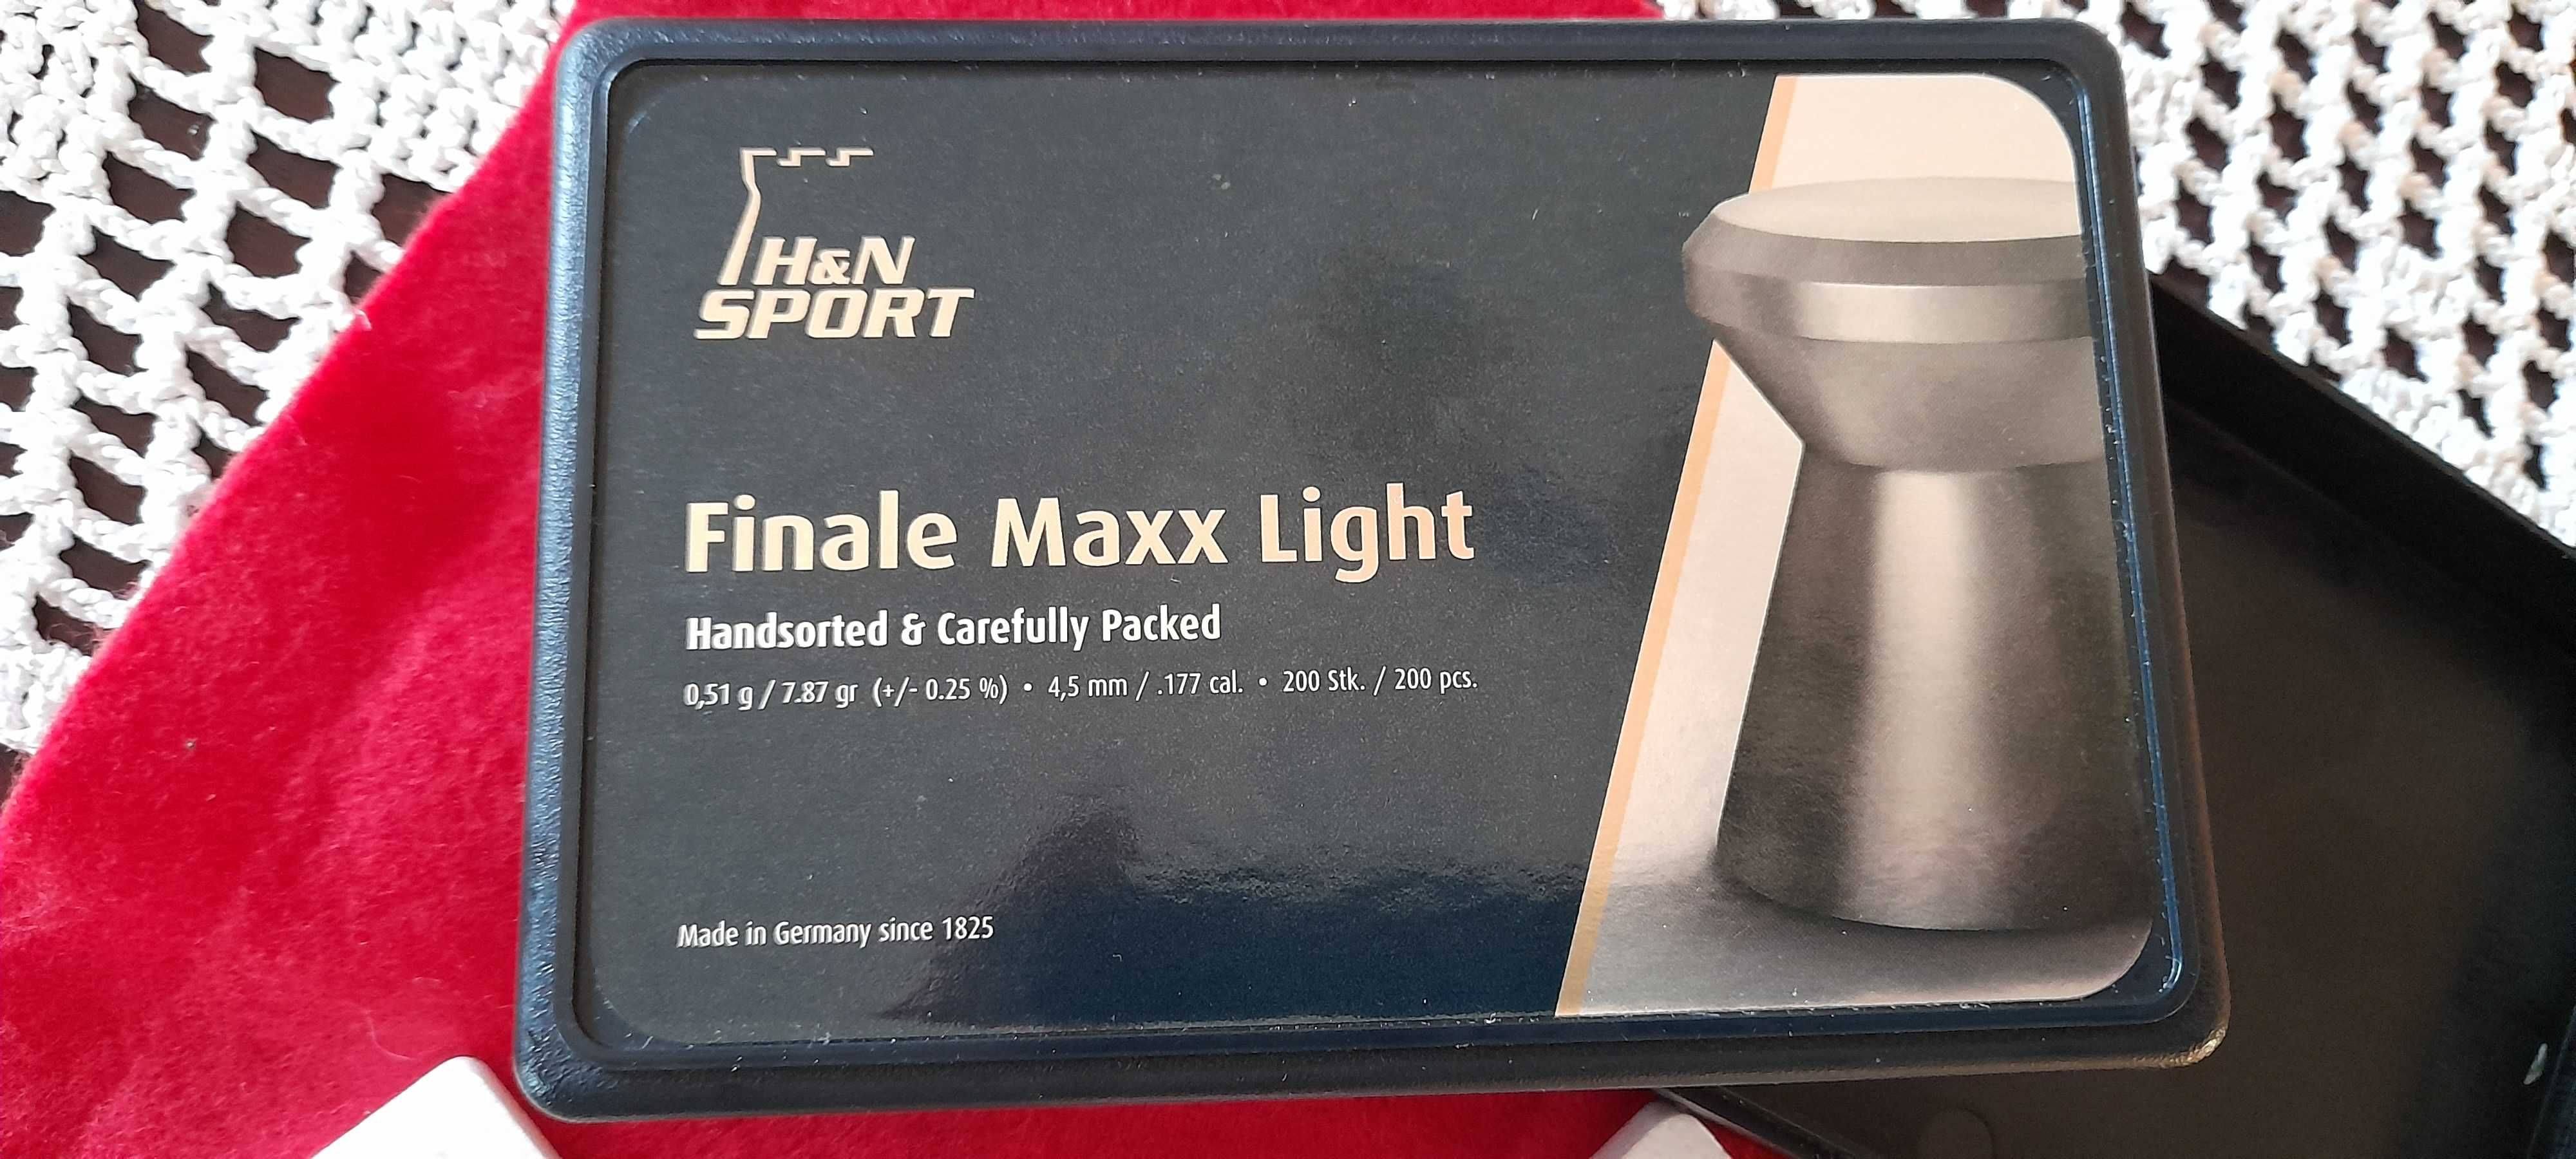 H&N
SPORT
Finale Maxx Light
Handsorted & Carefully Packed
0,51 g / 7.87 gr (+/- 0.25 %) • 4,5 mm / .177 cal. • 200 Stk. / 200 pcs.
Made in Germany since 1825